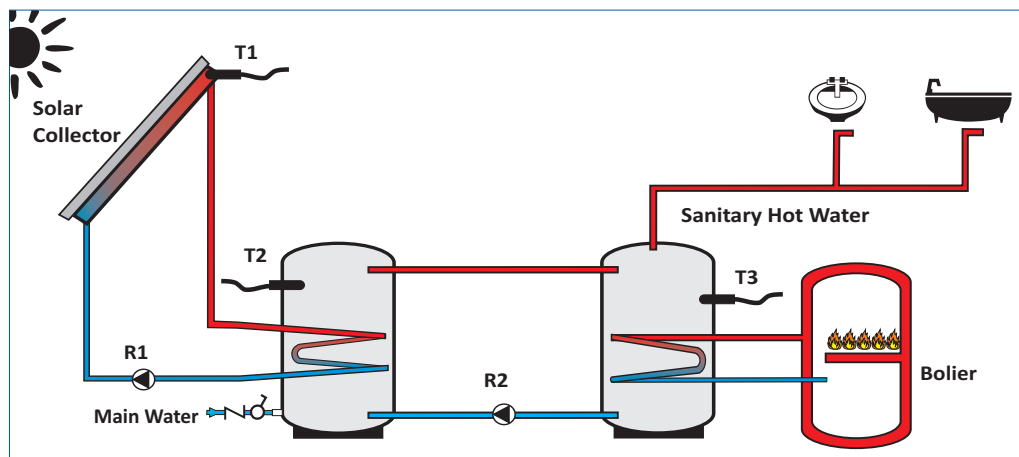 T1
Solar
Collector
Sanitary Hot Water
T2
T3
R1
R2
Bolier
Main Water